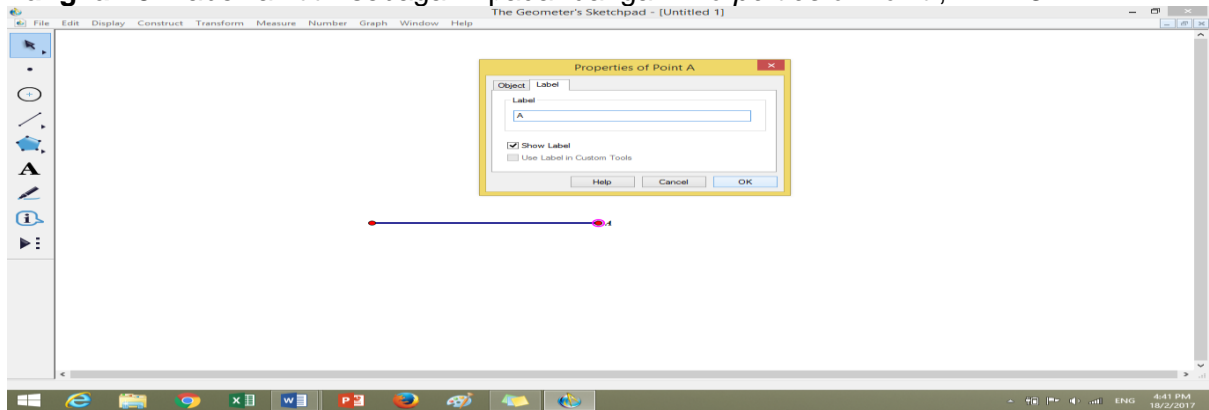 The Geometer's Sketchpad - [Untitled 1]
File Edit Display Construct Transform Measure Number Graph Window Help
Properties of Point A
Object Label
Label
A
Show Label
Use Label in Custom Tools
Help Cancel OK
A
A
ENG
4:41 PM
18/2/2017